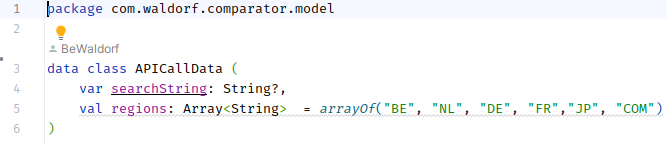 1 package com.waldorf.comparator.model
2
BeWaldorf
3 data class APICallData (
4 var searchString: String?,
5 val regions: Array<String>  = arrayOf("BE", "NL", "DE", "FR","JP", "COM")
6 )